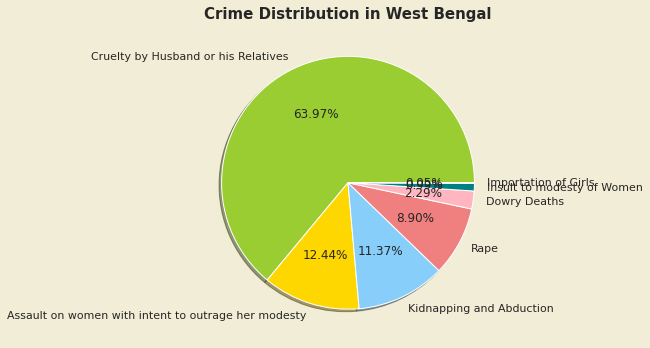 Crime Distribution in West Bengal
Cruelty by Husband or his Relatives
63.97%
0.05%
Importation of Girls
Insult to modesty of Women
2.29%
Dowry Deaths
8.90%
Rape
11.37%
12.44%
Kidnapping and Abduction
Assault on women with intent to outrage her modesty